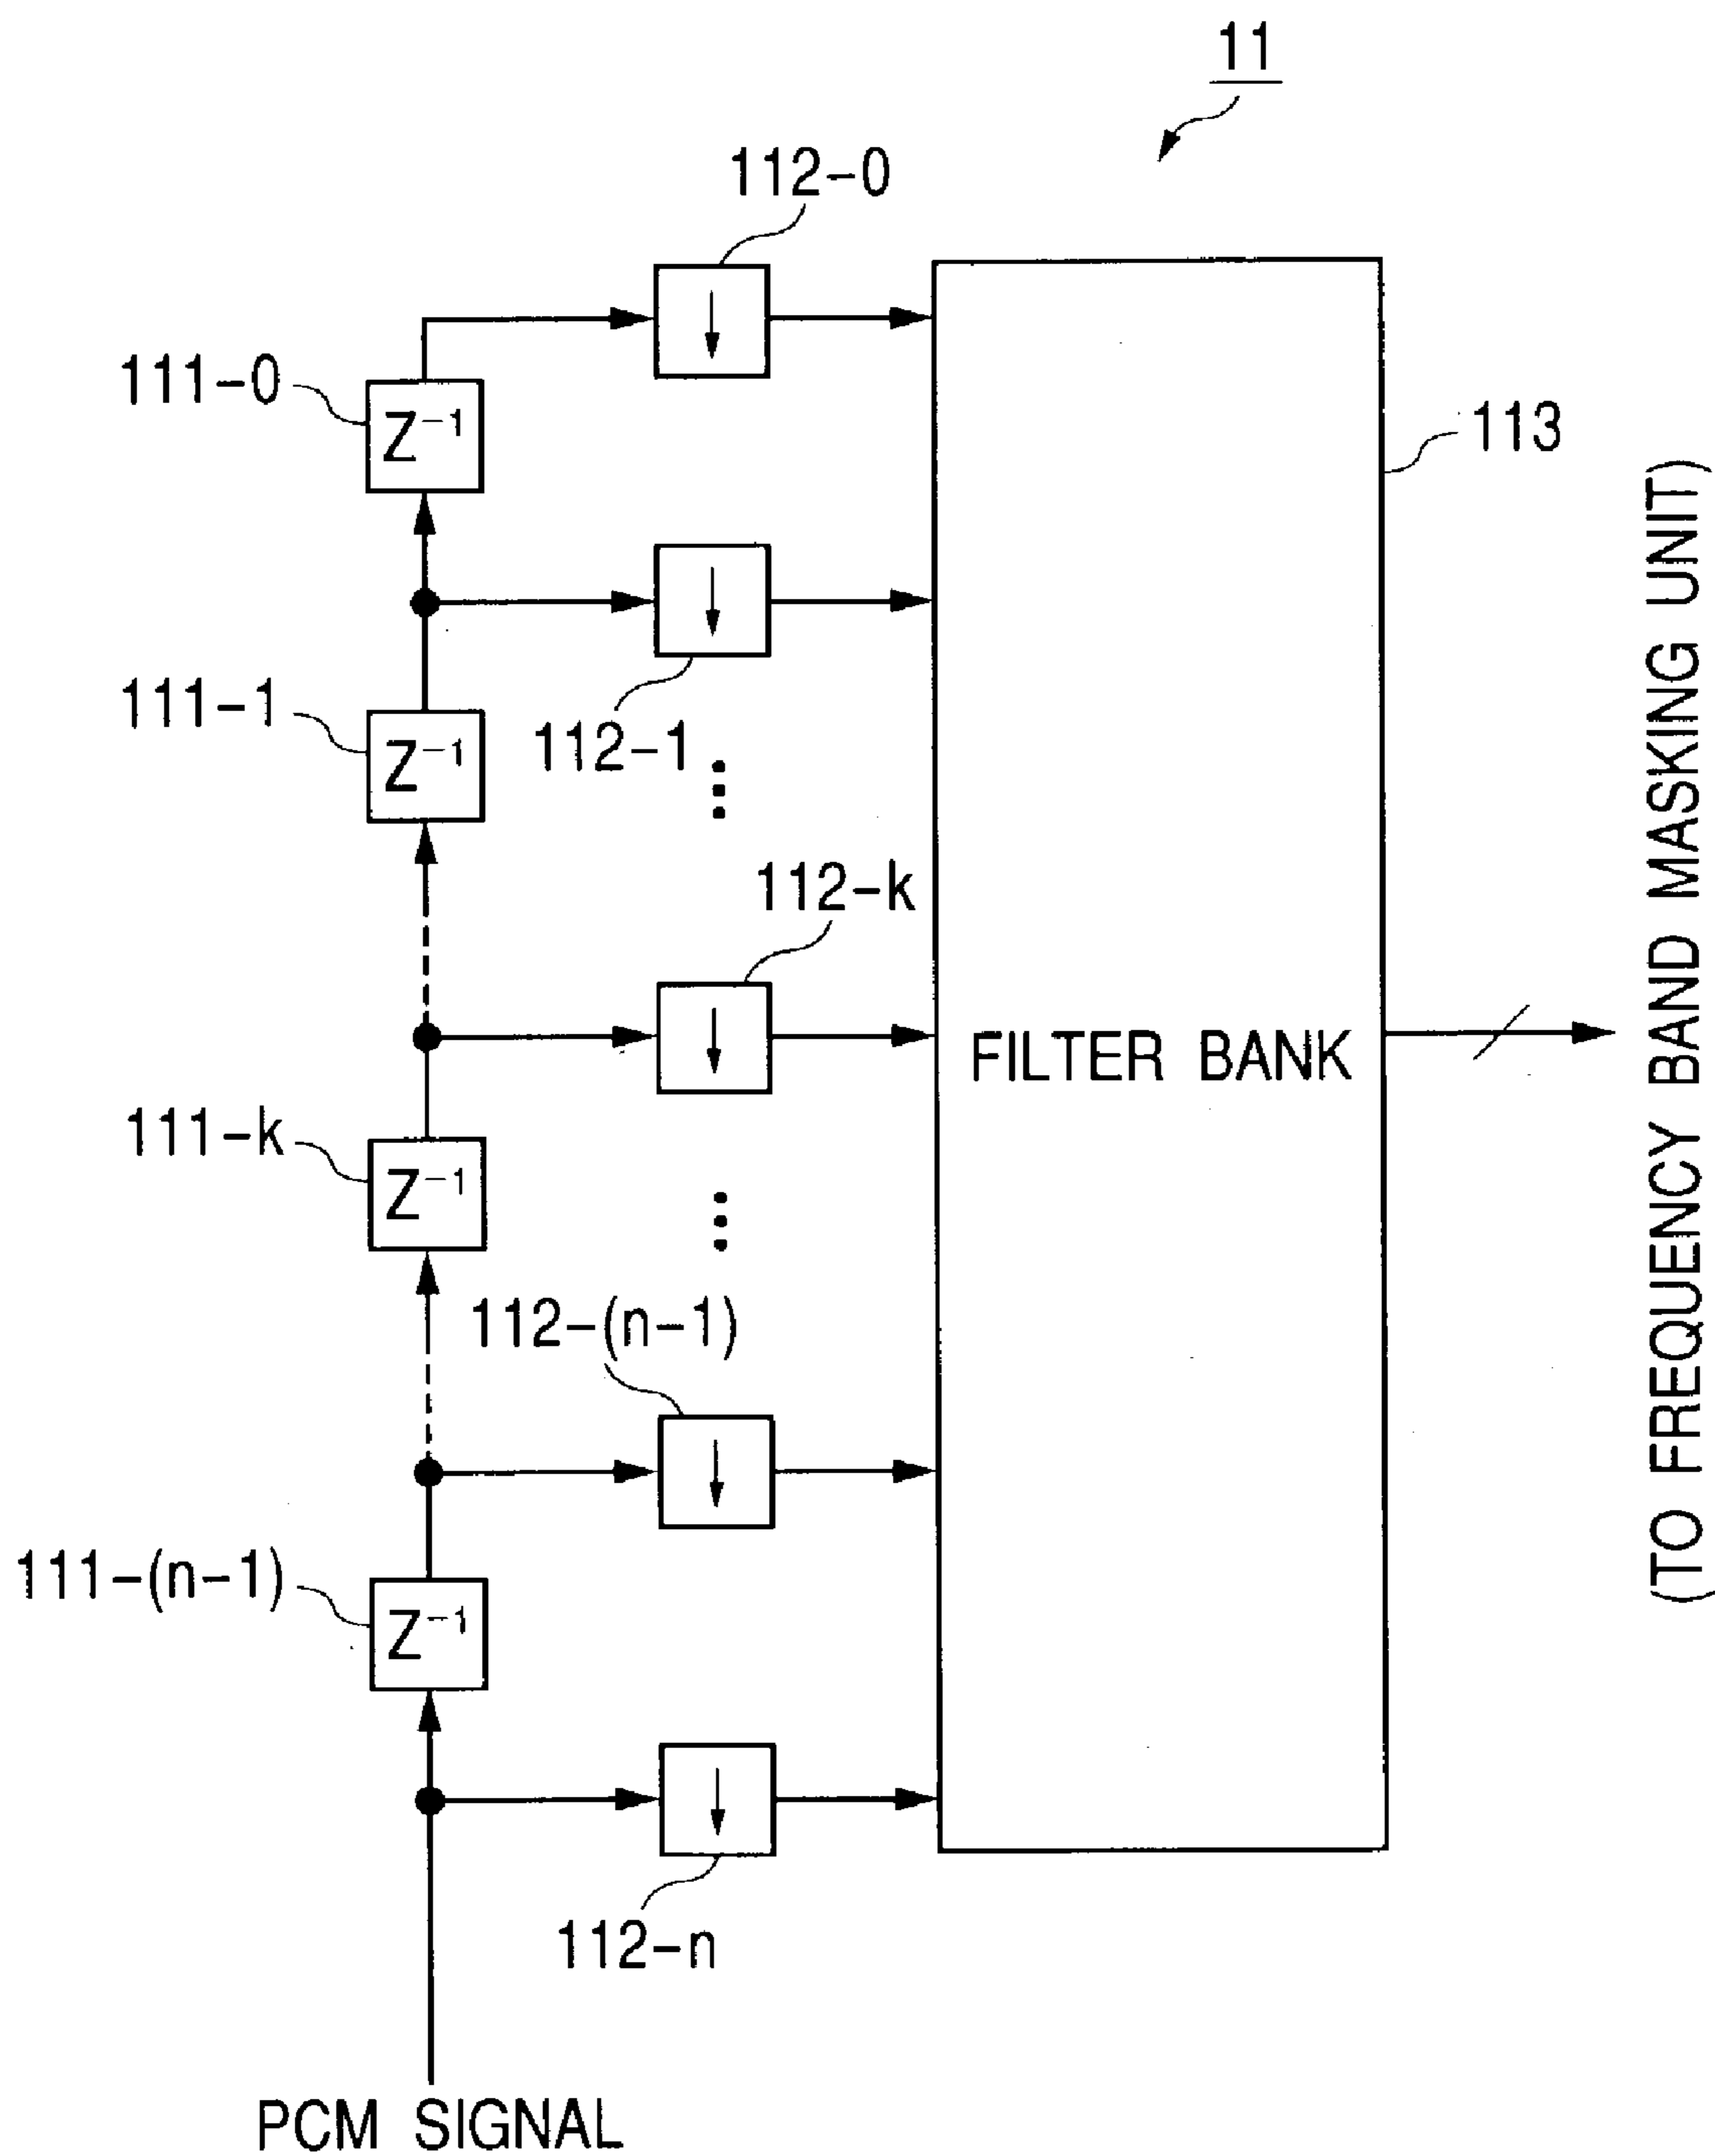 11
112-0
111-0
Z⁻¹
113
111-1
Z⁻¹
112-1
112-k
FILTER BANK
111-k
Z⁻¹
112-(n-1)
111-(n-1)
Z⁻¹
112-n
PCM SIGNAL
(TO FREQUENCY BAND MASKING UNIT)